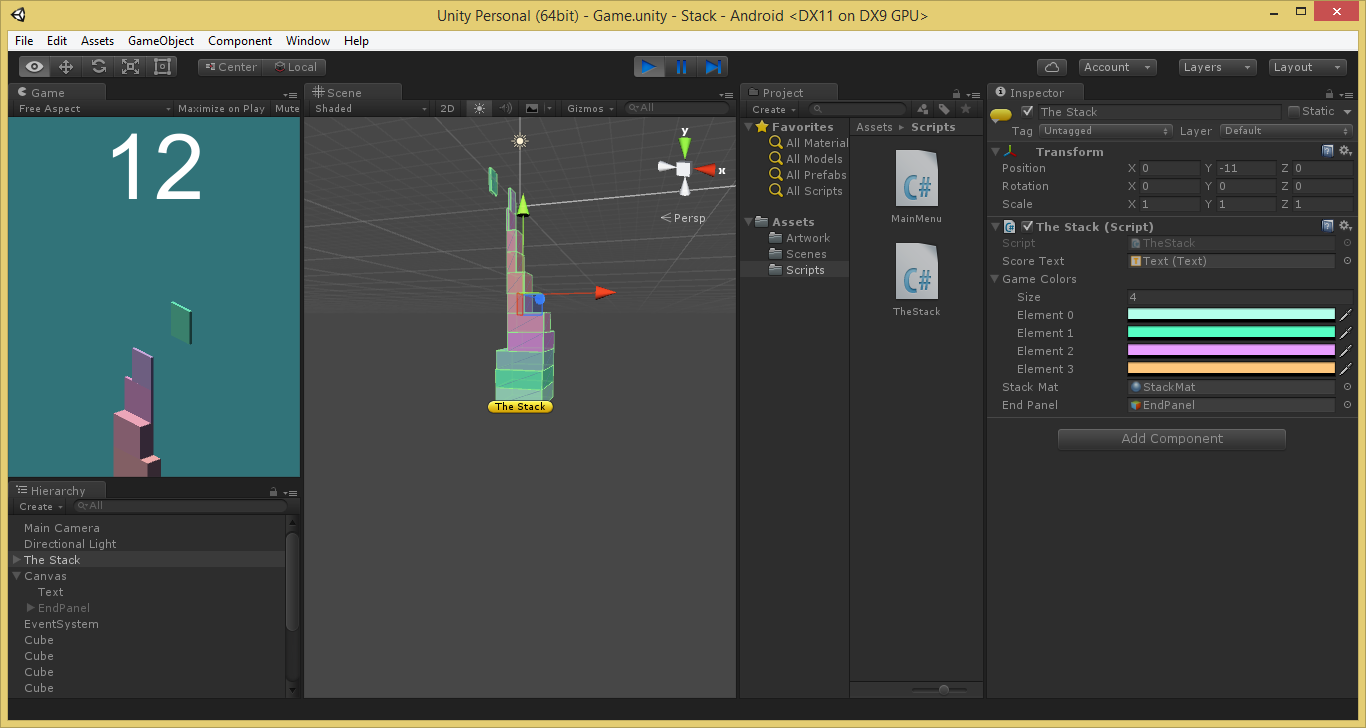 Unity Personal (64bit) - Game.unity - Stack - Android <DX11 on DX9 GPU>
File Edit Assets GameObject Component Window Help
Center Local Account Layers Layout
Game
Free Aspect Maximize on Play Mute
12
Scene
Shaded 2D Gizmos All
y
x
Persp
The Stack
Hierarchy
Create All
Main Camera
Directional Light
The Stack
Canvas
Text
EndPanel
EventSystem
Cube
Cube
Cube
Cube
Project
Create
Favorites
All Material
All Models
All Prefabs
All Scripts
Assets
Artwork
Scenes
Scripts
Assets Scripts
C#
MainMenu
C#
TheStack
Inspector
The Stack Static
Tag Untagged Layer Default
Transform
Position X 0 Y -11 Z 0
Rotation X 0 Y 0 Z 0
Scale X 1 Y 1 Z 1
The Stack (Script)
Script TheStack
Score Text Text (Text)
Game Colors
Size 4
Element 0
Element 1
Element 2
Element 3
Stack Mat StackMat
End Panel EndPanel
Add Component